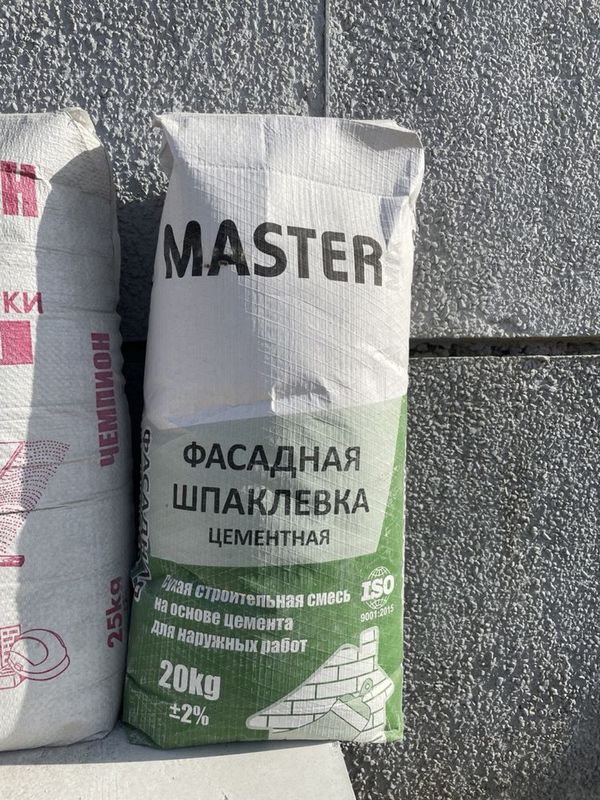 MASTER
ФАСАДНАЯ
ШПАКЛЕВКА
ЦЕМЕНТНАЯ
Сухая строительная смесь
на основе цемента
для наружных работ
ISO
9001:2015
20kg
±2%
Н
КИ
ЧЕМПИОН
25kg